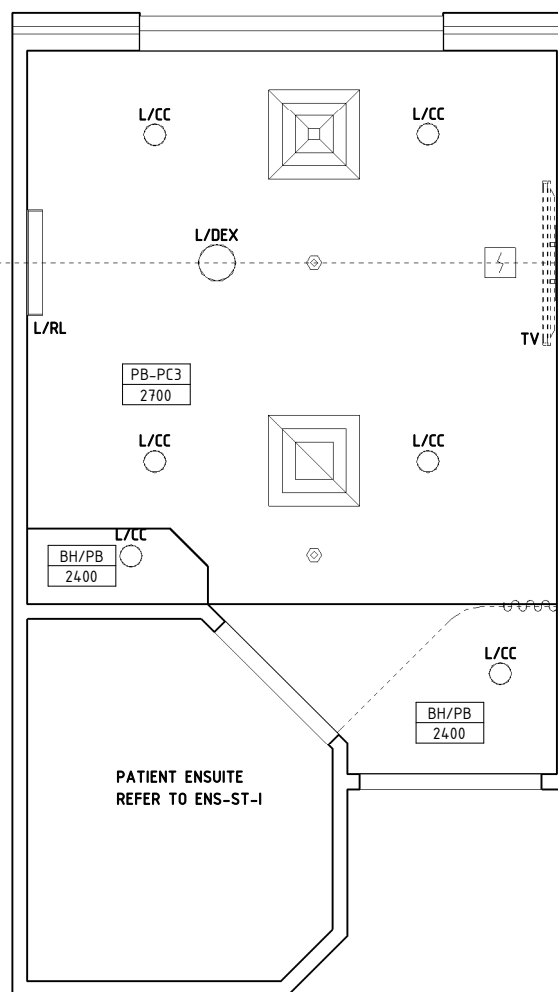 L/CC
L/CC
L/DEX
L/RL
TV
PB-PC3
2700
L/CC
L/CC
L/CC
BH/PB
2400
L/CC
BH/PB
2400
PATIENT ENSUITE
REFER TO ENS-ST-I